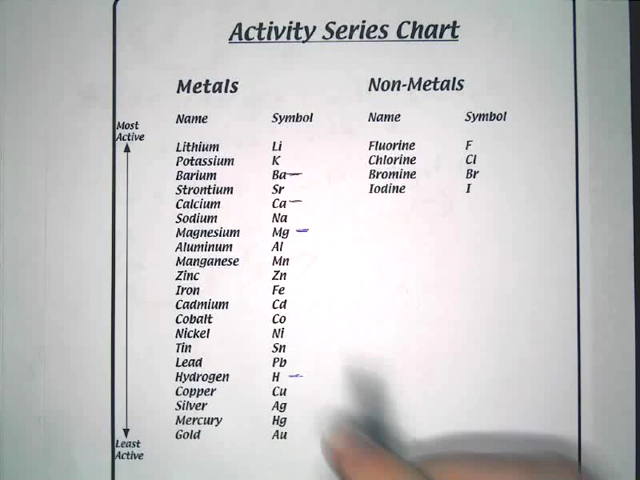 Activity Series Chart
Metals Non-Metals
Name Symbol Name Symbol
Most
Active
Lithium Li Fluorine F
Potassium K Chlorine Cl
Barium Ba Bromine Br
Strontium Sr Iodine I
Calcium Ca
Sodium Na
Magnesium Mg
Aluminum Al
Manganese Mn
Zinc Zn
Iron Fe
Cadmium Cd
Cobalt Co
Nickel Ni
Tin Sn
Lead Pb
Hydrogen H
Copper Cu
Silver Ag
Mercury Hg
Gold Au
Least
Active